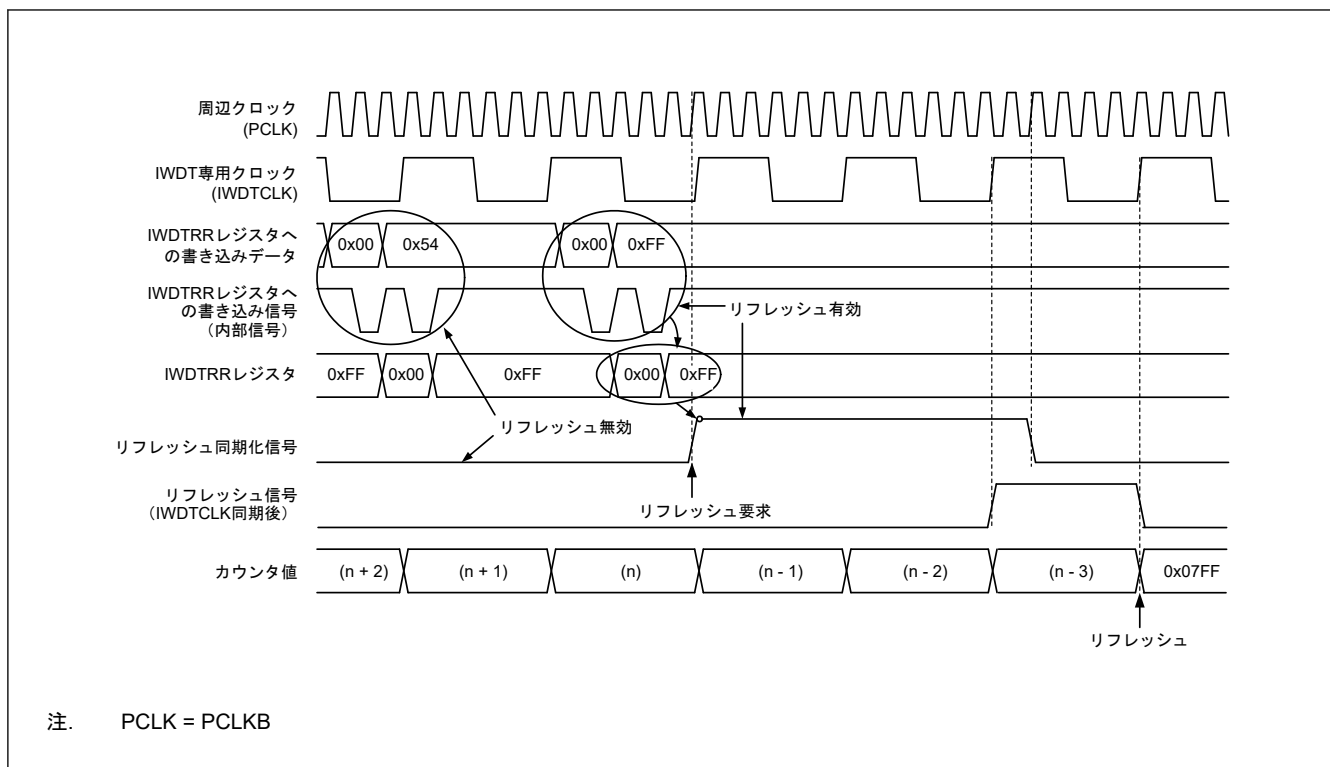 周辺クロック
(PCLK)
IWDT専用クロック
(IWDTCLK)
IWDTRRレジスタへ
の書き込みデータ
0x00
0x54
0x00
0xFF
IWDTRRレジスタへ
の書き込み信号
（内部信号）
リフレッシュ有効
IWDTRRレジスタ
0xFF
0x00
0xFF
0x00
0xFF
リフレッシュ無効
リフレッシュ同期化信号
リフレッシュ信号
（IWDTCLK同期後）
リフレッシュ要求
カウンタ値
(n + 2)
(n + 1)
(n)
(n - 1)
(n - 2)
(n - 3)
0x07FF
リフレッシュ
注. PCLK = PCLKB